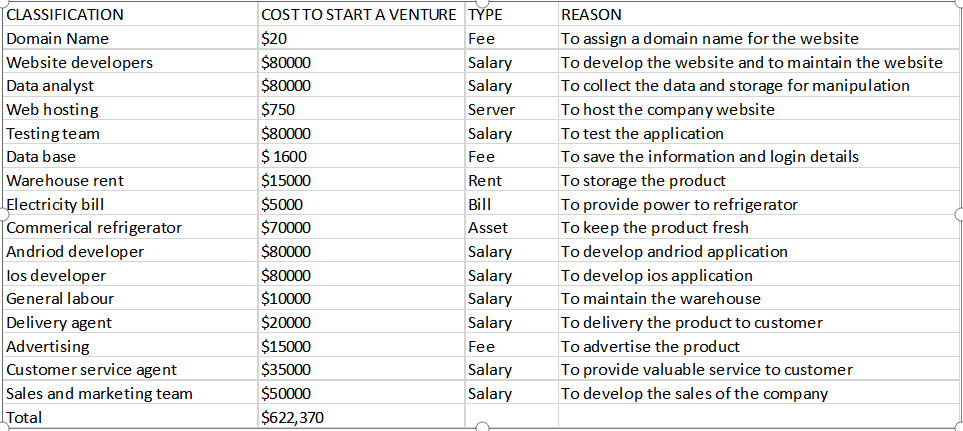 CLASSIFICATION COST TO START A VENTURE TYPE REASON
Domain Name $20 Fee To assign a domain name for the website
Website developers $80000 Salary To develop the website and to maintain the website
Data analyst $80000 Salary To collect the data and storage for manipulation
Web hosting $750 Server To host the company website
Testing team $80000 Salary To test the application
Data base $ 1600 Fee To save the information and login details
Warehouse rent $15000 Rent To storage the product
Electricity bill $5000 Bill To provide power to refrigerator
Commerical refrigerator $70000 Asset To keep the product fresh
Andriod developer $80000 Salary To develop andriod application
Ios developer $80000 Salary To develop ios application
General labour $10000 Salary To maintain the warehouse
Delivery agent $20000 Salary To delivery the product to customer
Advertising $15000 Fee To advertise the product
Customer service agent $35000 Salary To provide valuable service to customer
Sales and marketing team $50000 Salary To develop the sales of the company
Total $622,370